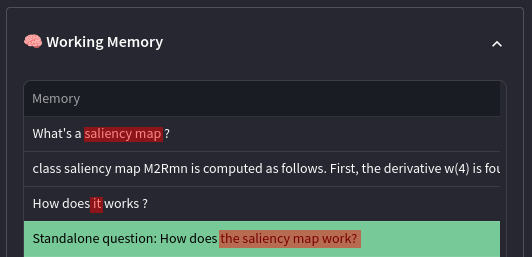 🧠 Working Memory
Memory
What's a saliency map ?
class saliency map M2Rmn is computed as follows. First, the derivative w(4) is fou
How does it works ?
Standalone question: How does the saliency map work?